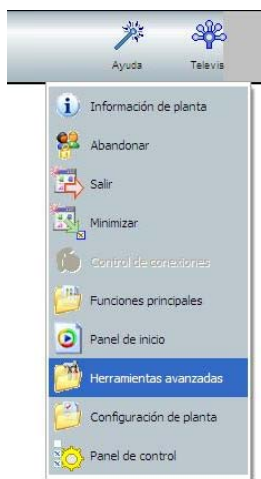 Ayuda Televis
Información de planta
Abandonar
Salir
Minimizar
Control de conexiones
Funciones principales
Panel de inicio
Herramientas avanzadas
Configuración de planta
Panel de control